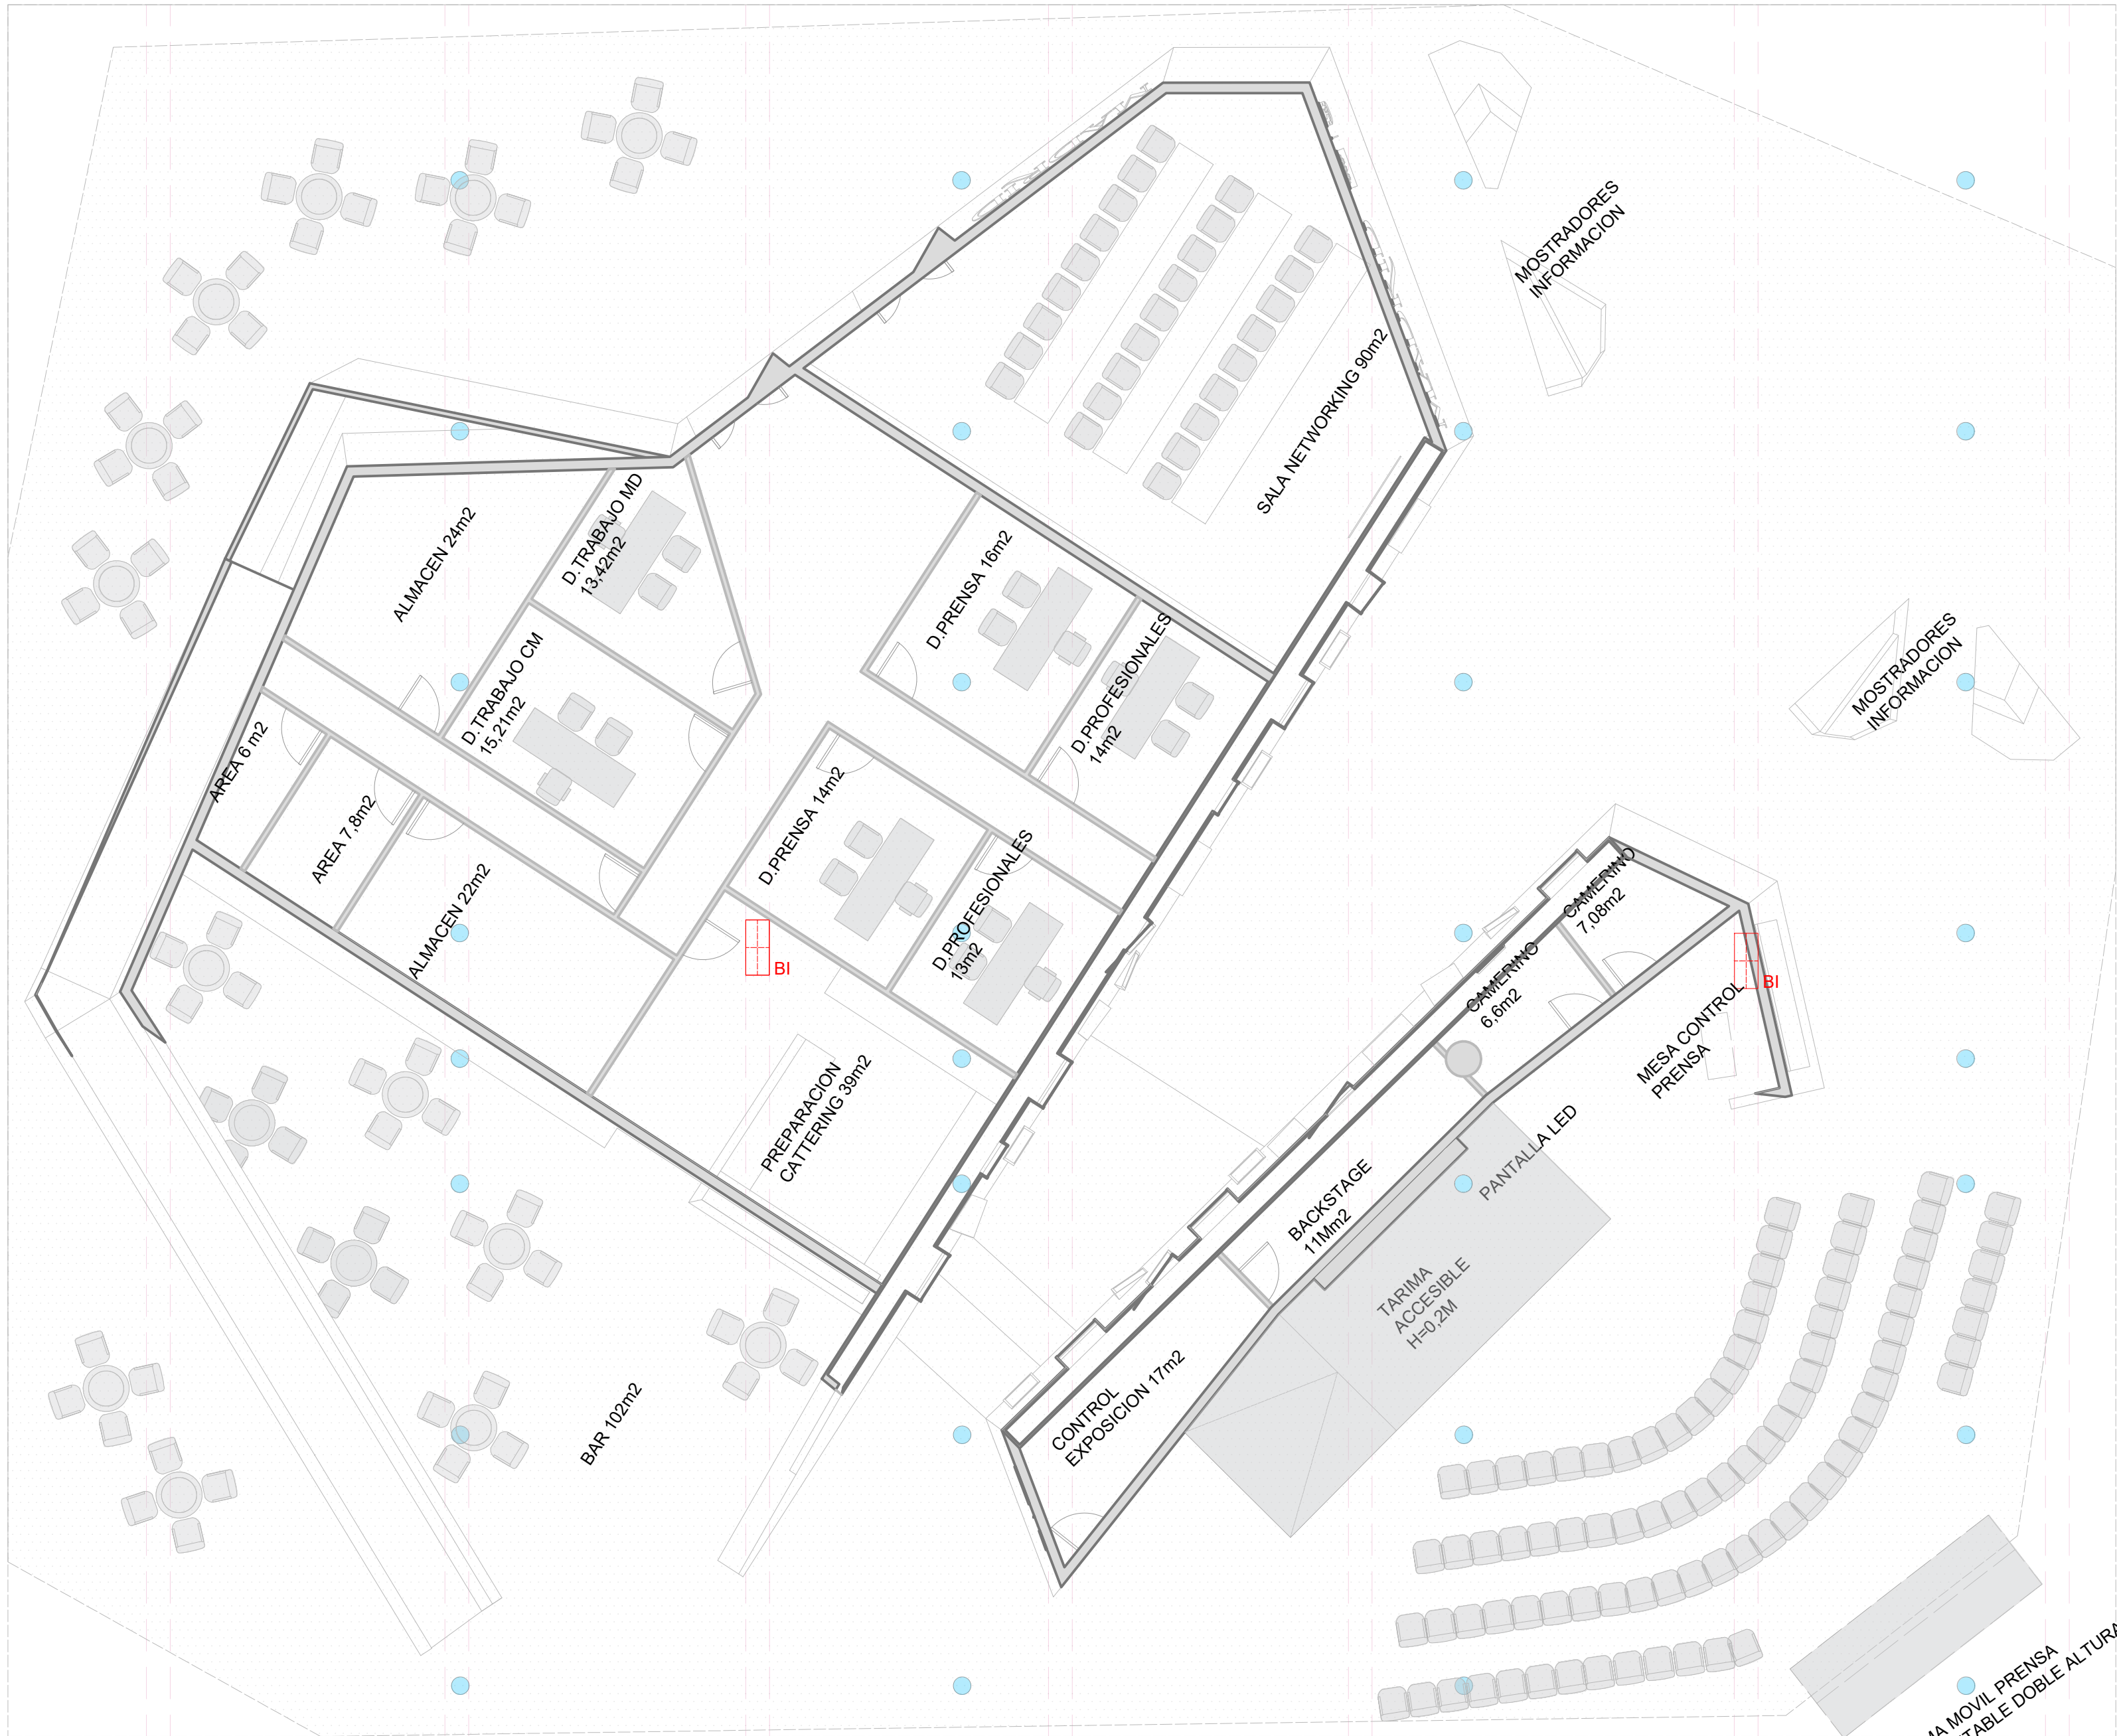 MOSTRADORES
INFORMACION
SALA NETWORKING 90m2
ALMACEN 24m2
D.TRABAJO MD
13,42m2
D.PRENSA 16m2
D.PROFESIONALES
14m2
MOSTRADORES
INFORMACION
D.TRABAJO CM
15,21m2
AREA 6 m2
AREA 7,8m2
ALMACEN 22m2
D.PRENSA 14m2
D.PROFESIONALES
13m2
BI
CAMERINO
7,08m2
CAMERINO
6,6m2
BI
MESA CONTROL
PRENSA
PREPARACION
CATTERING 39m2
PANTALLA LED
BACKSTAGE
11Mm2
TARIMA
ACCESIBLE
H=0,2M
CONTROL
EXPOSICION 17m2
BAR 102m2
MOVIL PRENSA
DOBLE ALTURA